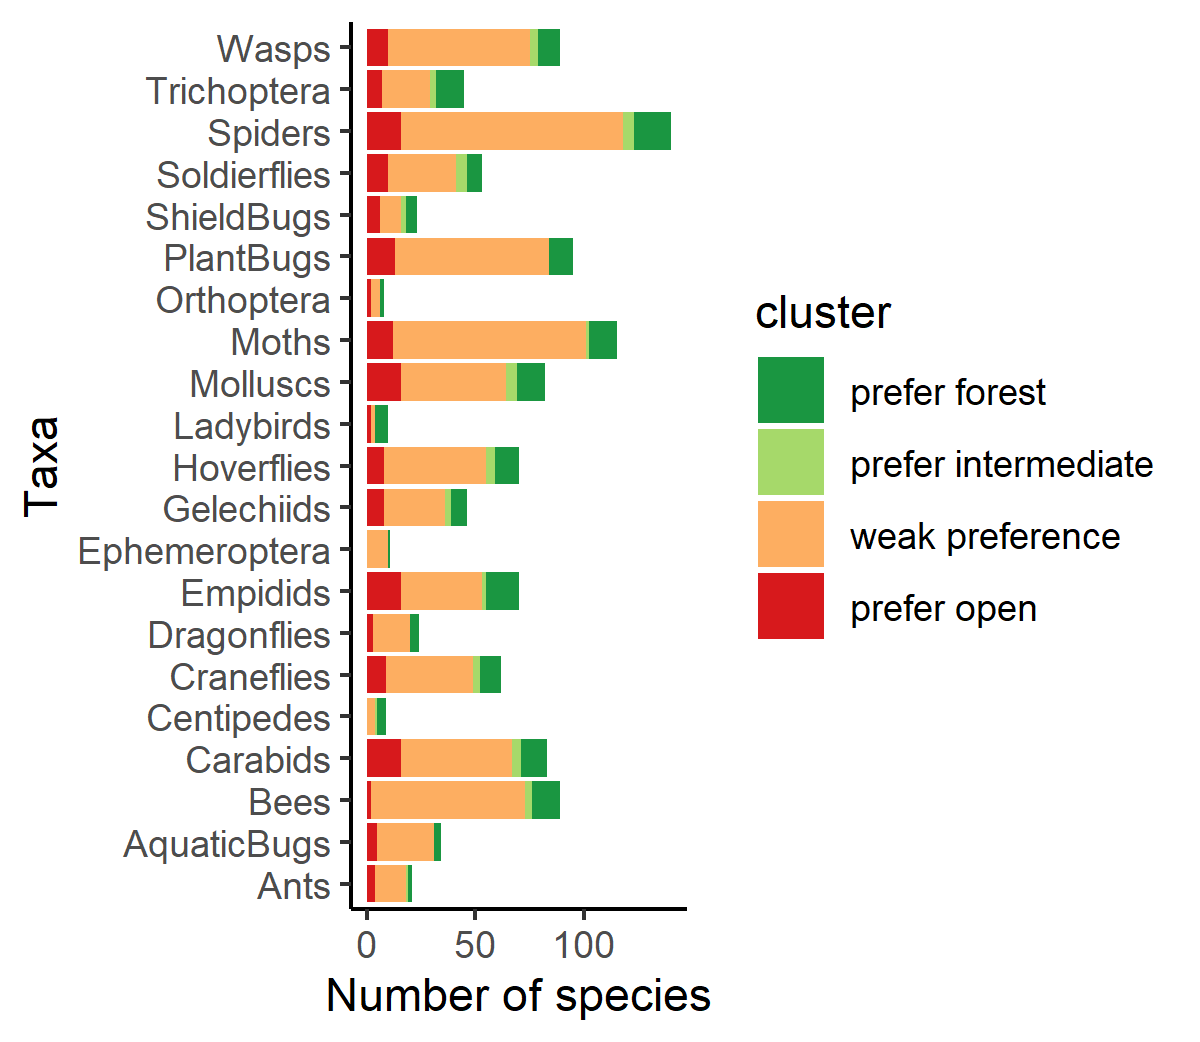 Wasps
Trichoptera
Spiders
Soldierflies
ShieldBugs
PlantBugs
Orthoptera
Moths
Molluscs
Ladybirds
Hoverflies
Gelechiids
Ephemeroptera
Empidids
Dragonflies
Craneflies
Centipedes
Carabids
Bees
AquaticBugs
Ants
Taxa
0 50 100
Number of species
cluster
prefer forest
prefer intermediate
weak preference
prefer open